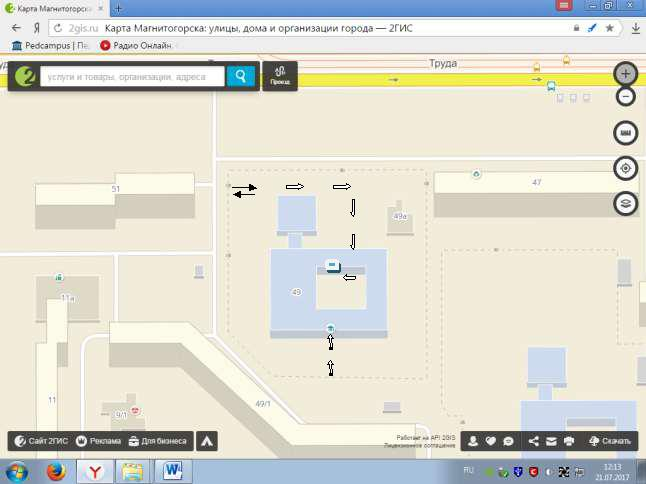 Карта Магнитогорска:
2gis.ru Карта Магнитогорска: улицы, дома и организации города — 2ГИС
Pedcampus | Пе Радио Онлайн.
Труда
услуги и товары, организации, адреса
Проезд
51
47
49а
49
11а
11
9/1
49/1
Работает на API 2GIS
Лицензионное соглашение
Сайт 2ГИС Реклама Для бизнеса Скачать
RU 12:13
21.07.2017